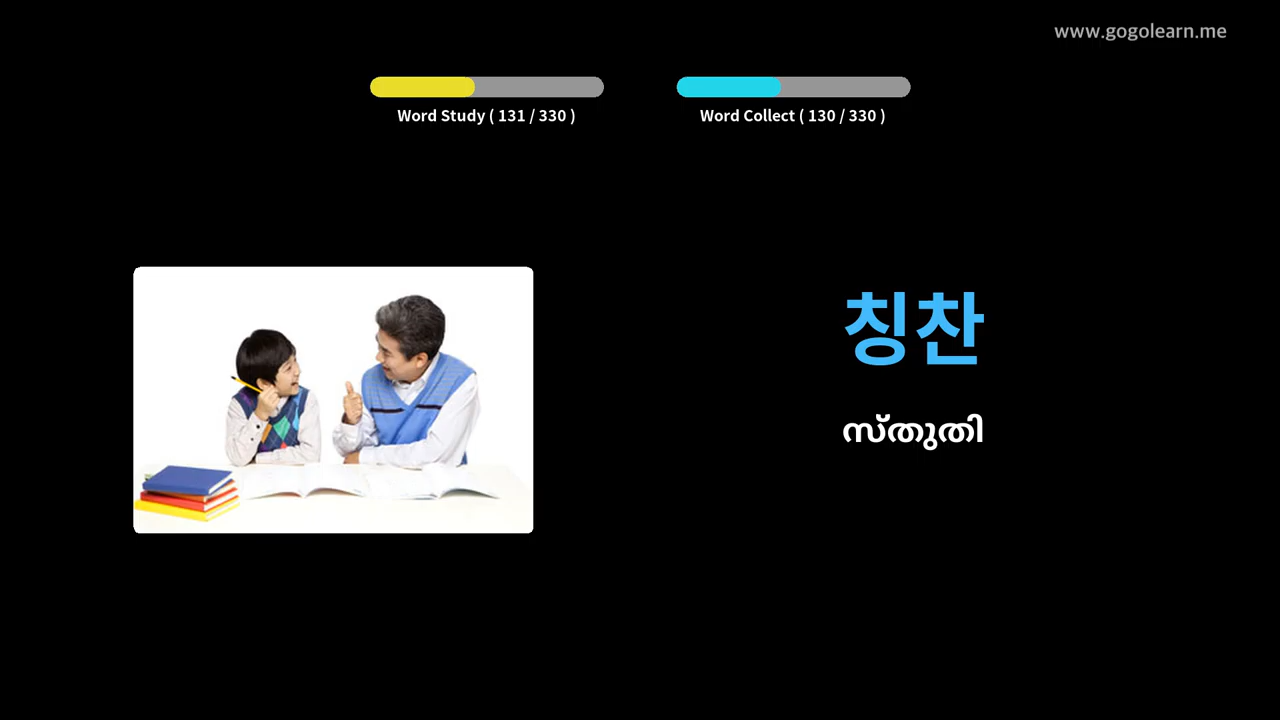 www.gogolearn.me
Word Study ( 131 / 330 )
Word Collect ( 130 / 330 )
칭찬
സ്തുതി